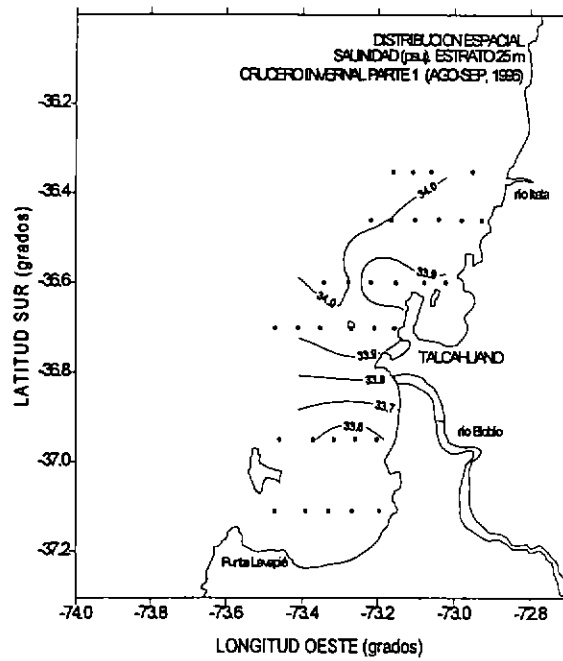 DISTRIBUCION ESPACIAL
SALINIDAD (psu). ESTRATO 25 m
CRUCERO INVERNAL PARTE 1 (AGO-SEP, 1996)
-36.2
34.0
río Itata
-36.4
33.9
-36.6
34.0
LATITUD SUR (grados)
33.9
TALCAHUANO
-36.8
33.8
33.7
río Biobío
33.6
-37.0
-37.2
Punta Lavapié
-74.0 -73.8 -73.6 -73.4 -73.2 -73.0 -72.8
LONGITUD OESTE (grados)